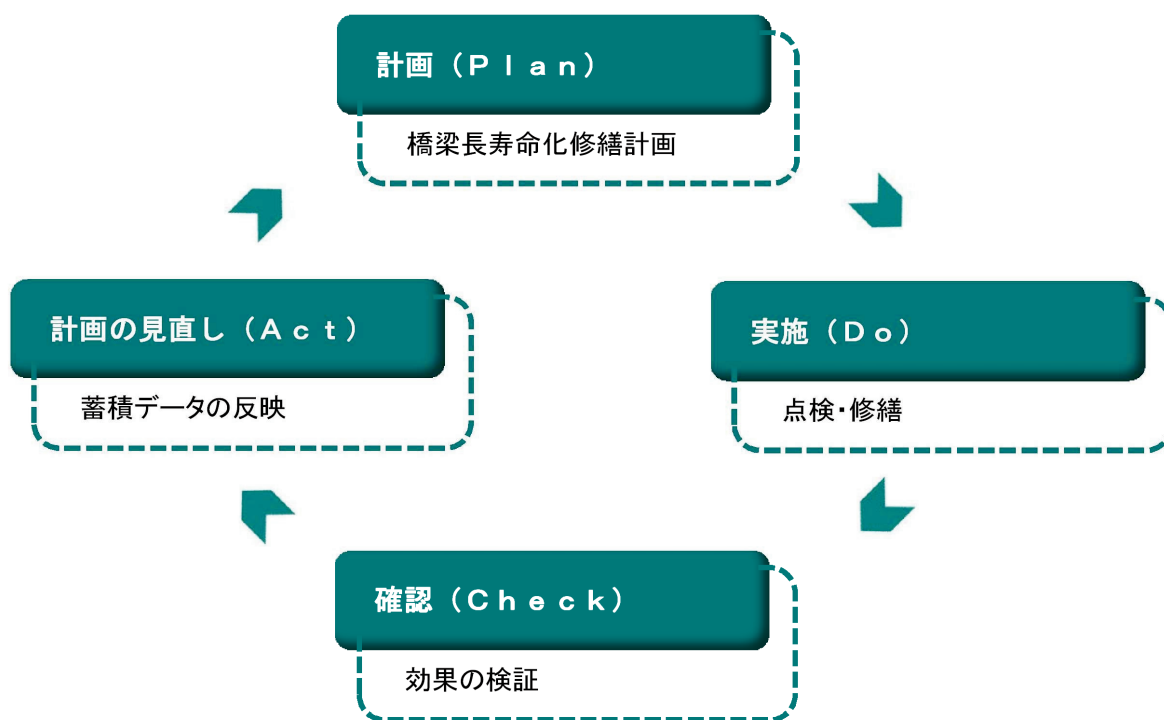 計画（Ｐｌａｎ）
橋梁長寿命化修繕計画
計画の見直し（Ａｃｔ）
蓄積データの反映
実施（Ｄｏ）
点検・修繕
確認（Ｃｈｅｃｋ）
効果の検証